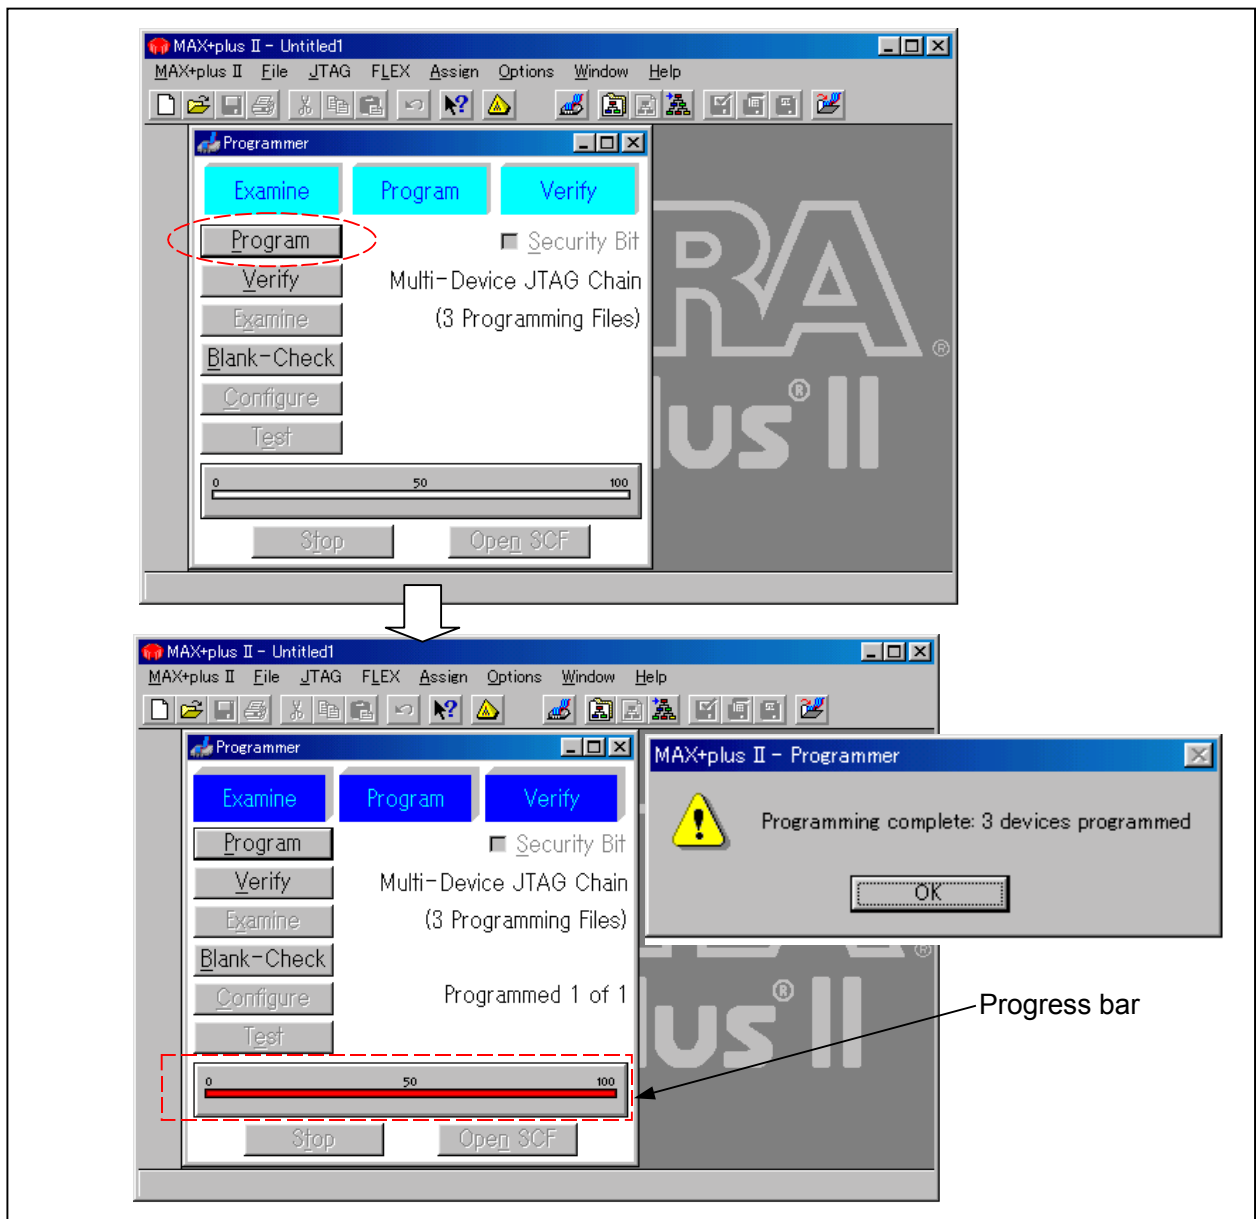 MAX+plus II - Untitled1
MAX+plus II File JTAG FLEX Assign Options Window Help
Programmer
Examine Program Verify
Program Security Bit
Verify Multi-Device JTAG Chain
Examine (3 Programming Files)
Blank-Check
Configure
Test
0 50 100
Stop Open SCF
RA
®
lus® II
MAX+plus II - Untitled1
MAX+plus II File JTAG FLEX Assign Options Window Help
Programmer
Examine Program Verify
Program Security Bit
Verify Multi-Device JTAG Chain
Examine (3 Programming Files)
Blank-Check
Configure Programmed 1 of 1
Test
0 50 100
Stop Open SCF
®
lus® II
MAX+plus II - Programmer
Programming complete: 3 devices programmed
OK
Progress bar